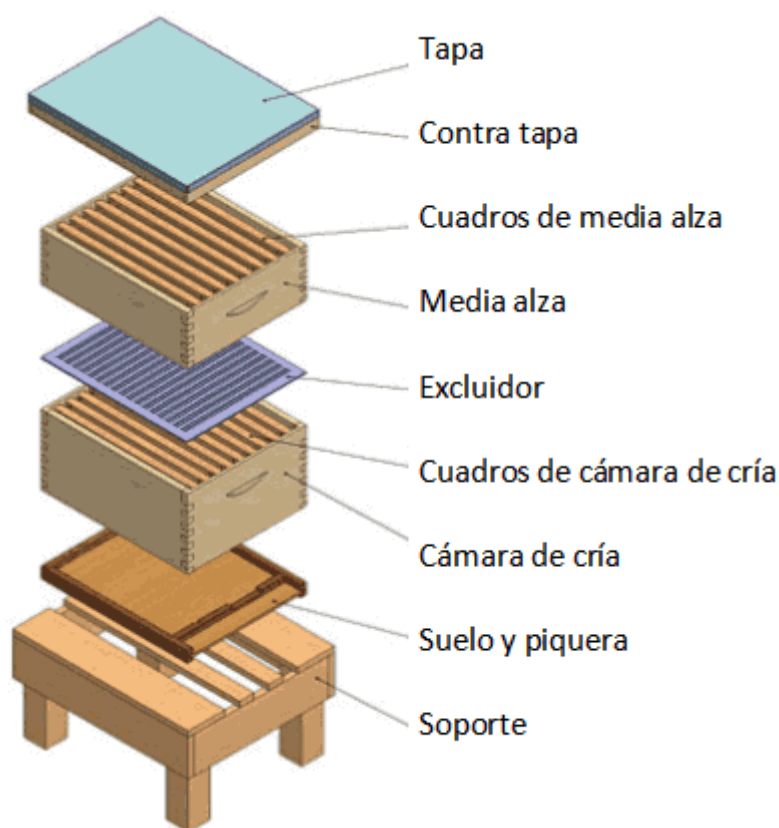 Tapa
Contra tapa
Cuadros de media alza
Media alza
Excluidor
Cuadros de cámara de cría
Cámara de cría
Suelo y piquera
Soporte